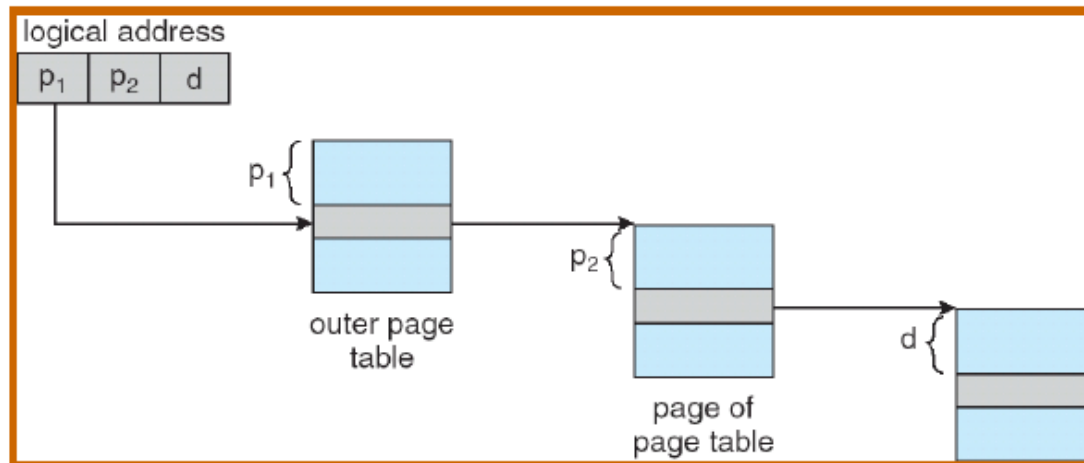 logical address
p₁ p₂ d
p₁
outer page
table
p₂
page of
page table
d